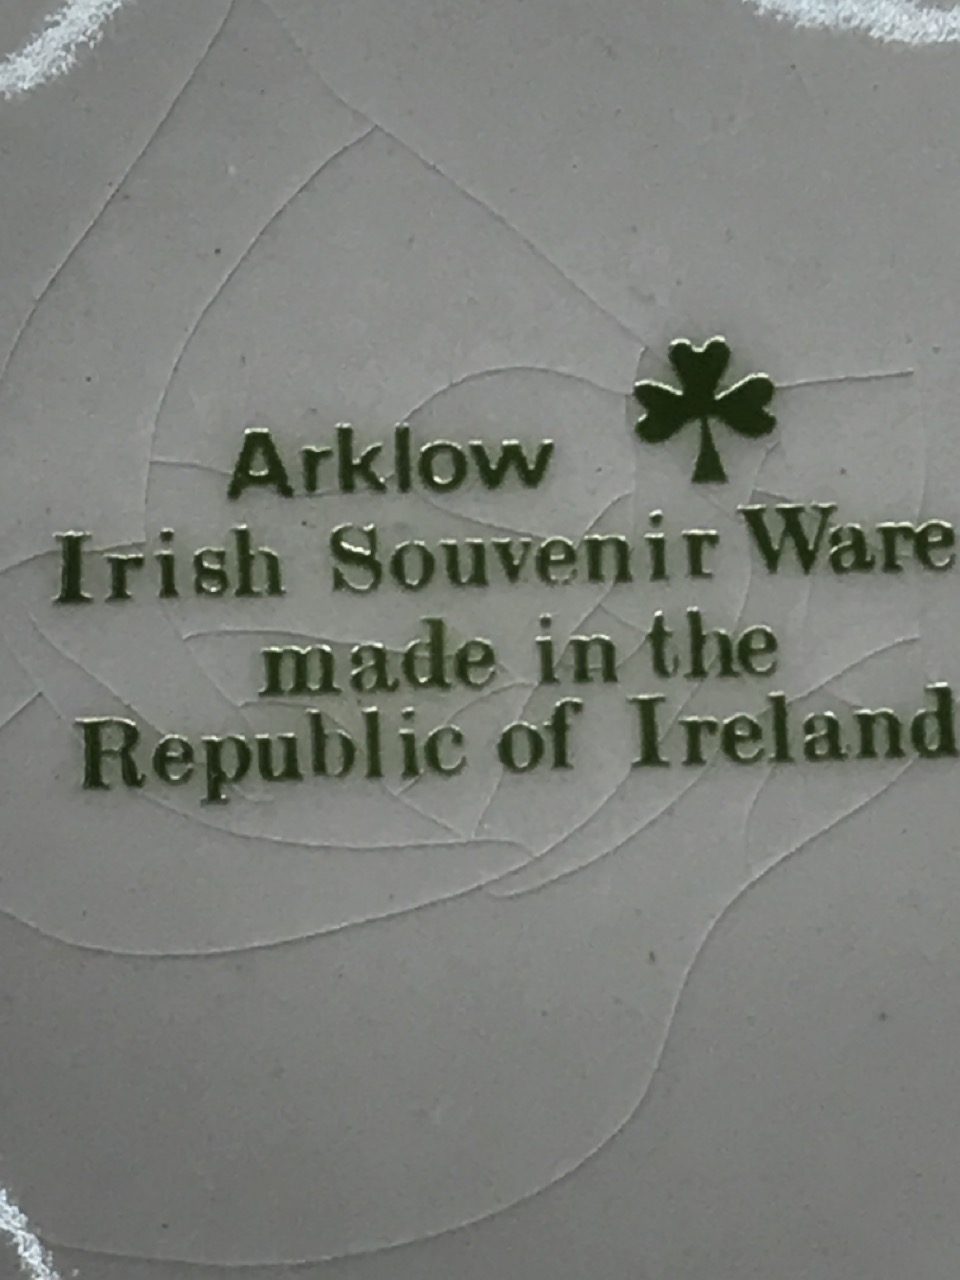 Arklow
Irish Souvenir Ware
made in the
Republic of Ireland